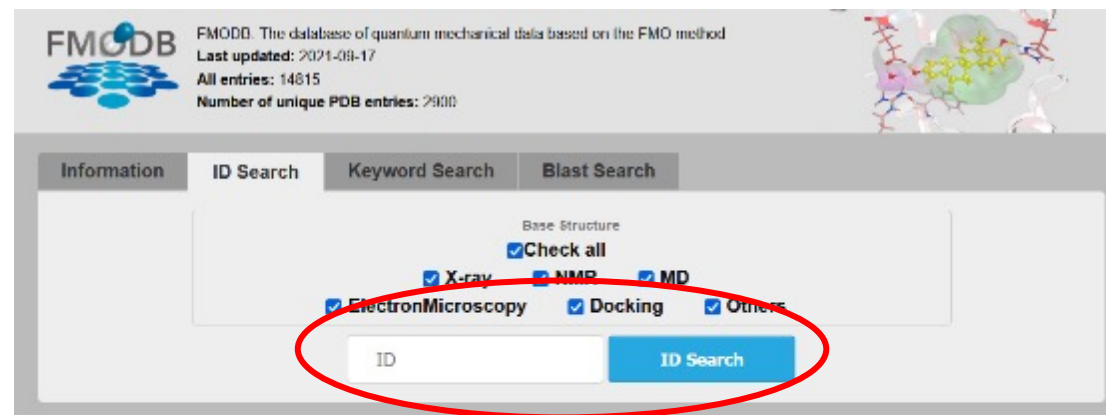 FMODB
FMODB. The database of quantum mechanical data based on the FMO method
Last updated: 2021-09-17
All entries: 14815
Number of unique PDB entries: 2900
Information ID Search Keyword Search Blast Search
Base Structure
Check all
X-ray NMR MD
ElectronMicroscopy Docking Others
ID ID Search